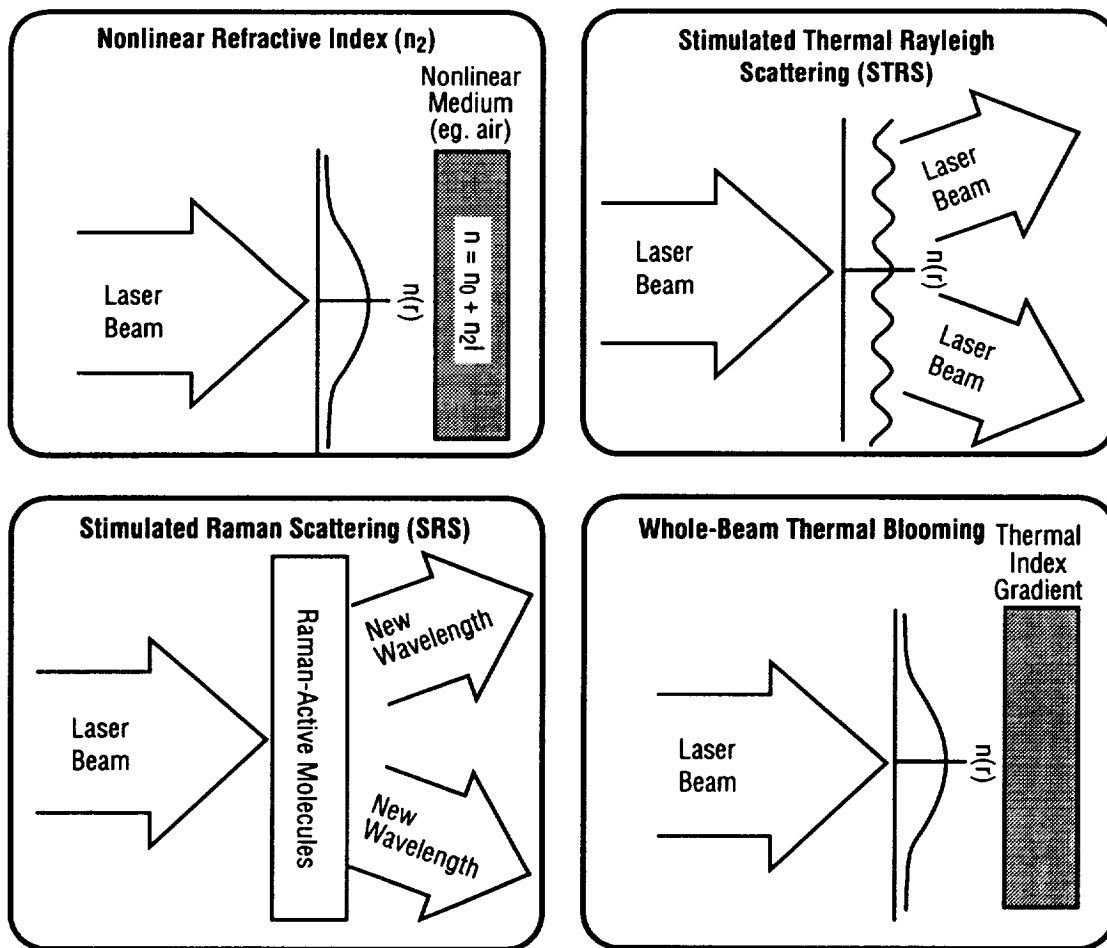 Nonlinear Refractive Index (n₂)
Nonlinear
Medium
(eg. air)
Laser
Beam
n(r)
n = n₀ + n₂I
Stimulated Thermal Rayleigh
Scattering (STRS)
Laser
Beam
n(r)
Laser
Beam
Laser
Beam
Stimulated Raman Scattering (SRS)
Laser
Beam
Raman-Active Molecules
New
Wavelength
New
Wavelength
Whole-Beam Thermal Blooming
Thermal
Index
Gradient
Laser
Beam
n(r)